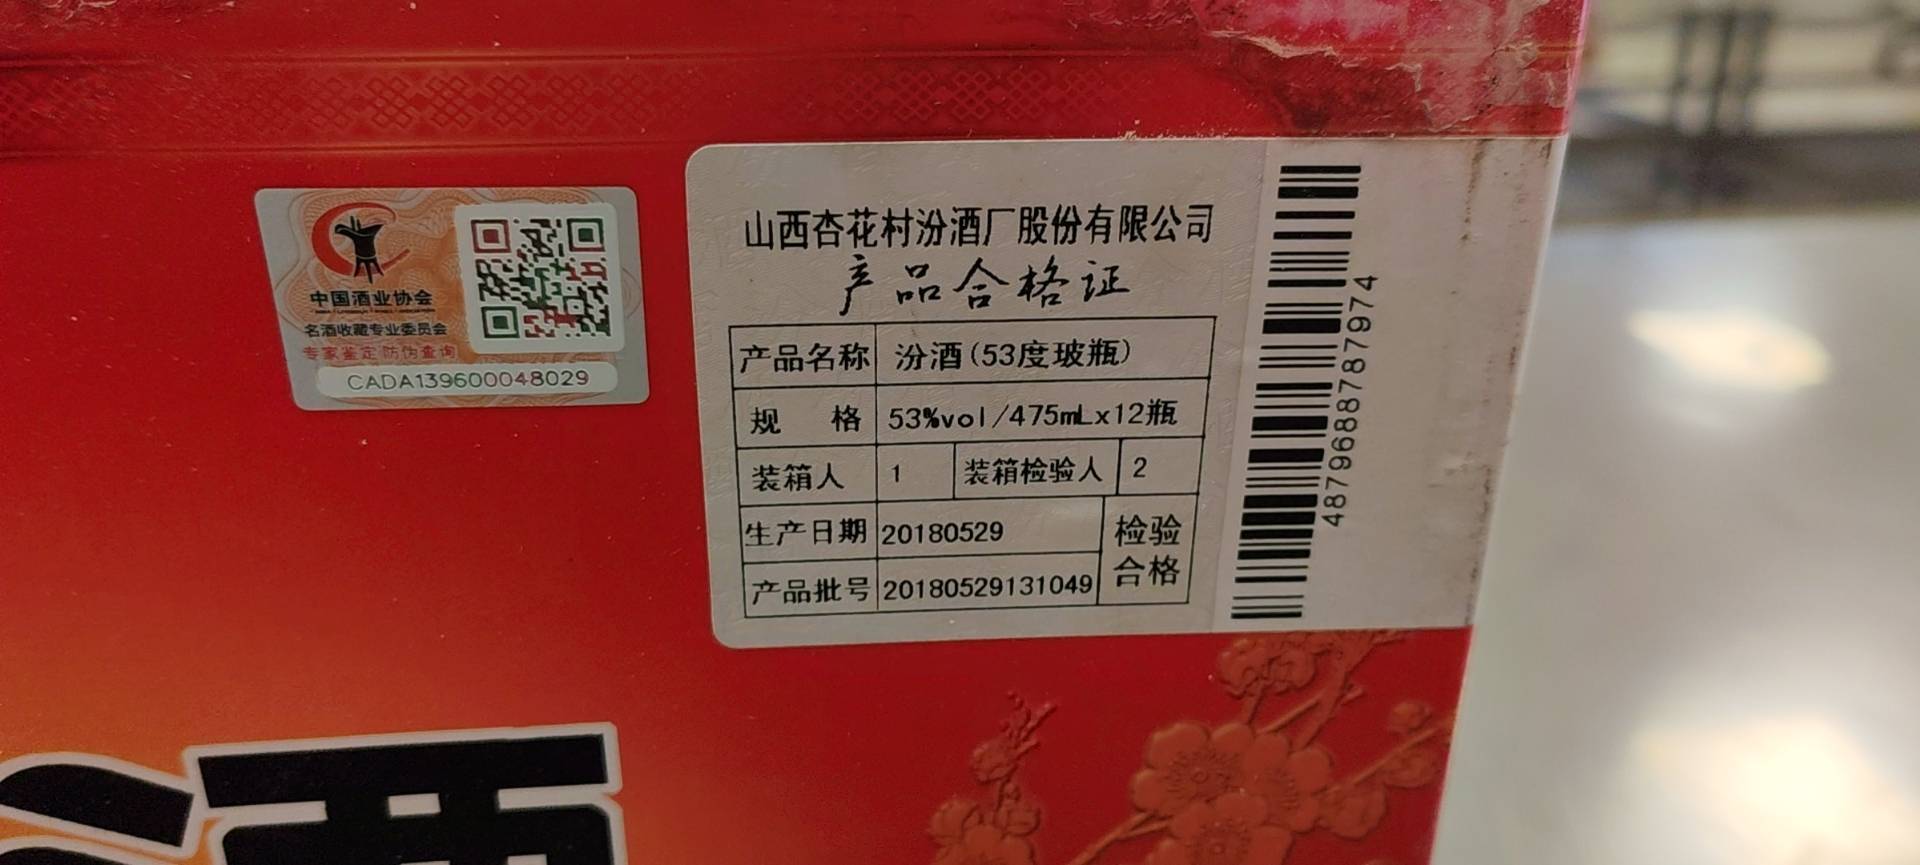 中国酒业协会
名酒收藏专业委员会
专家鉴定 防伪查询
CADA139600048029
山西杏花村汾酒厂股份有限公司
产品合格证
产品名称 汾酒(53度玻瓶)
规 格 53%vol/475mLx12瓶
装箱人 1 装箱检验人 2
生产日期 20180529
检验合格
产品批号 20180529131049
4879688787974
酒